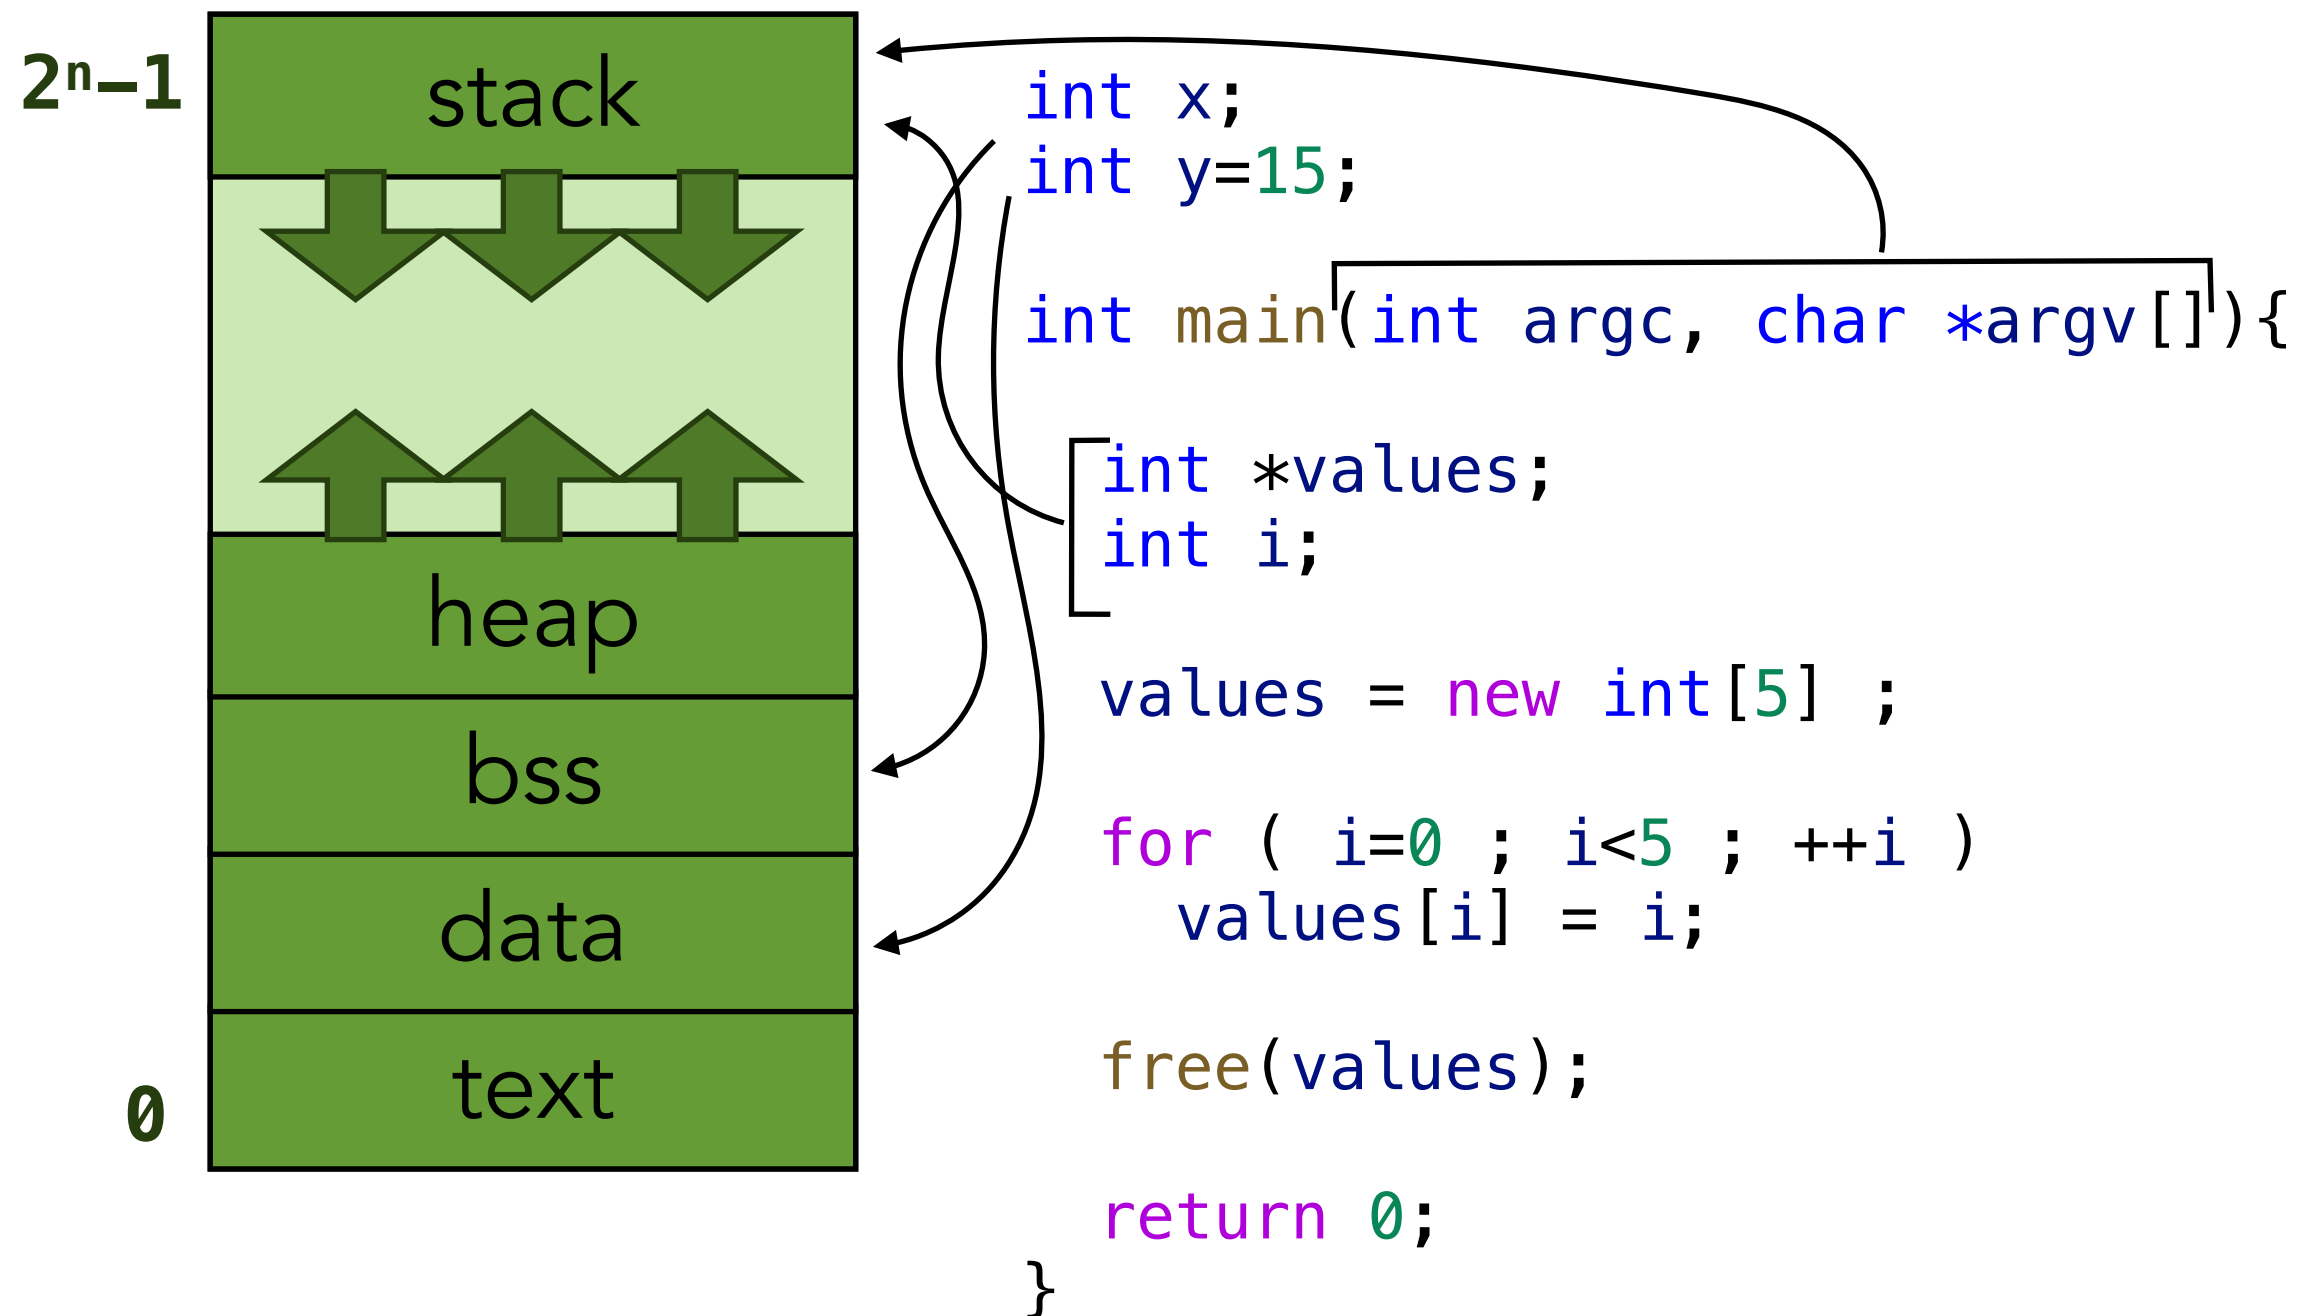 2ⁿ-1
stack
heap
bss
data
text
0
int x;
int y=15;
int main(int argc, char *argv[]){
int *values;
int i;
values = new int[5] ;
for ( i=0 ; i<5 ; ++i )
values[i] = i;
free(values);
return 0;
}